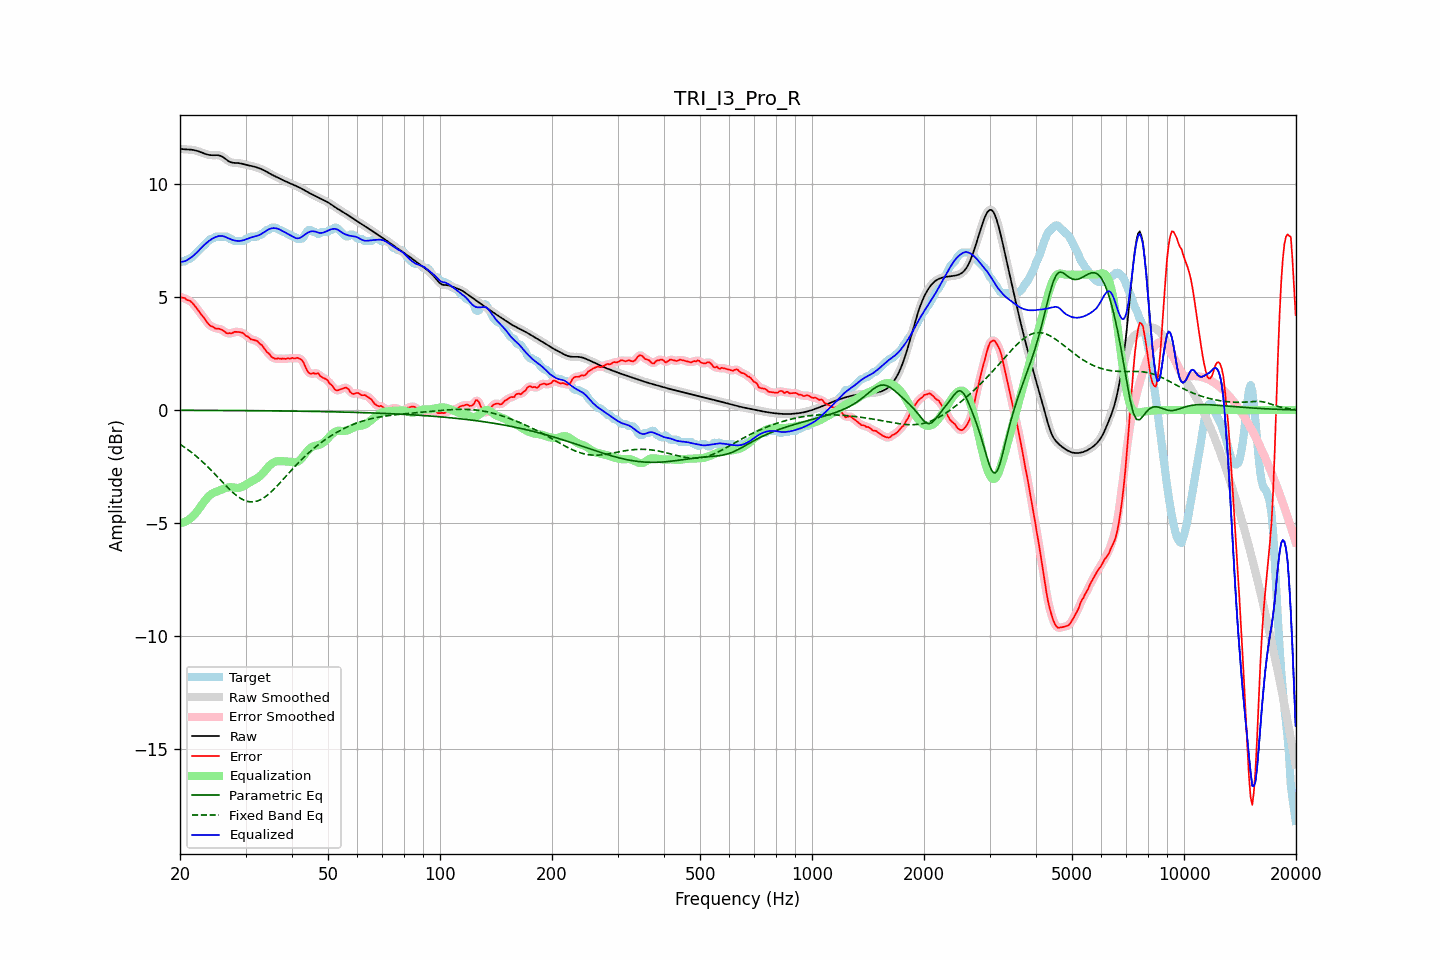 TRI_I3_Pro_R
Amplitude (dBr)
10
5
0
−5
−10
−15
Target
Raw Smoothed
Error Smoothed
Raw
Error
Equalization
Parametric Eq
Fixed Band Eq
Equalized
20
50
100
200
500
1000
2000
5000
10000
20000
Frequency (Hz)